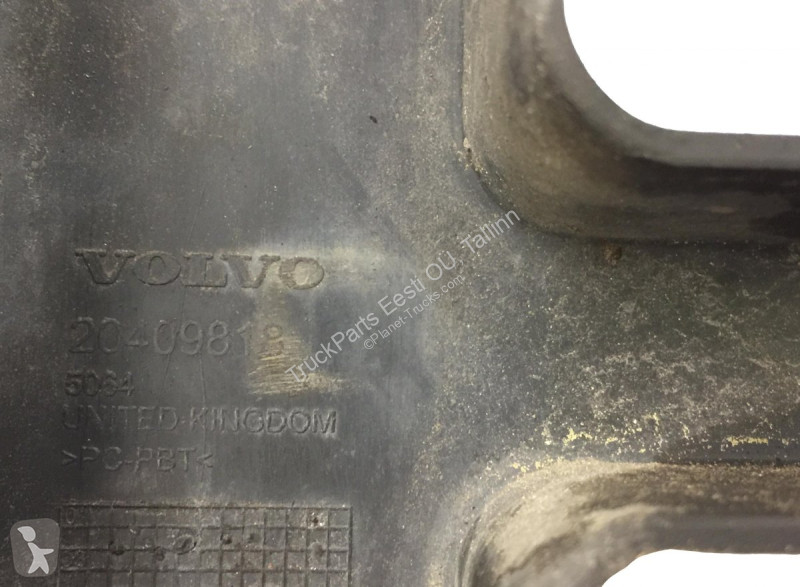 VOLVO
20409818
5064
UNITED-KINGDOM
>PC-PBT<
TruckParts Eesti OÜ, Tallinn
©Planet-Trucks.com